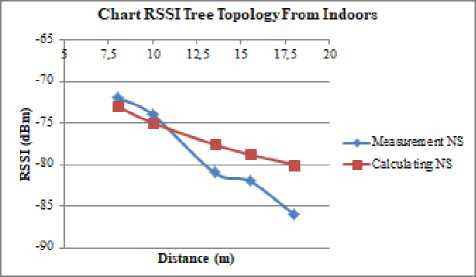 Chart RSSI Tree Topology From Indoors
-65
5 7,5 10 12,5 15 17,5 20
-70
-75
-80
-85
-90
RSSI (dBm)
Distance (m)
Measurement NS
Calculating NS